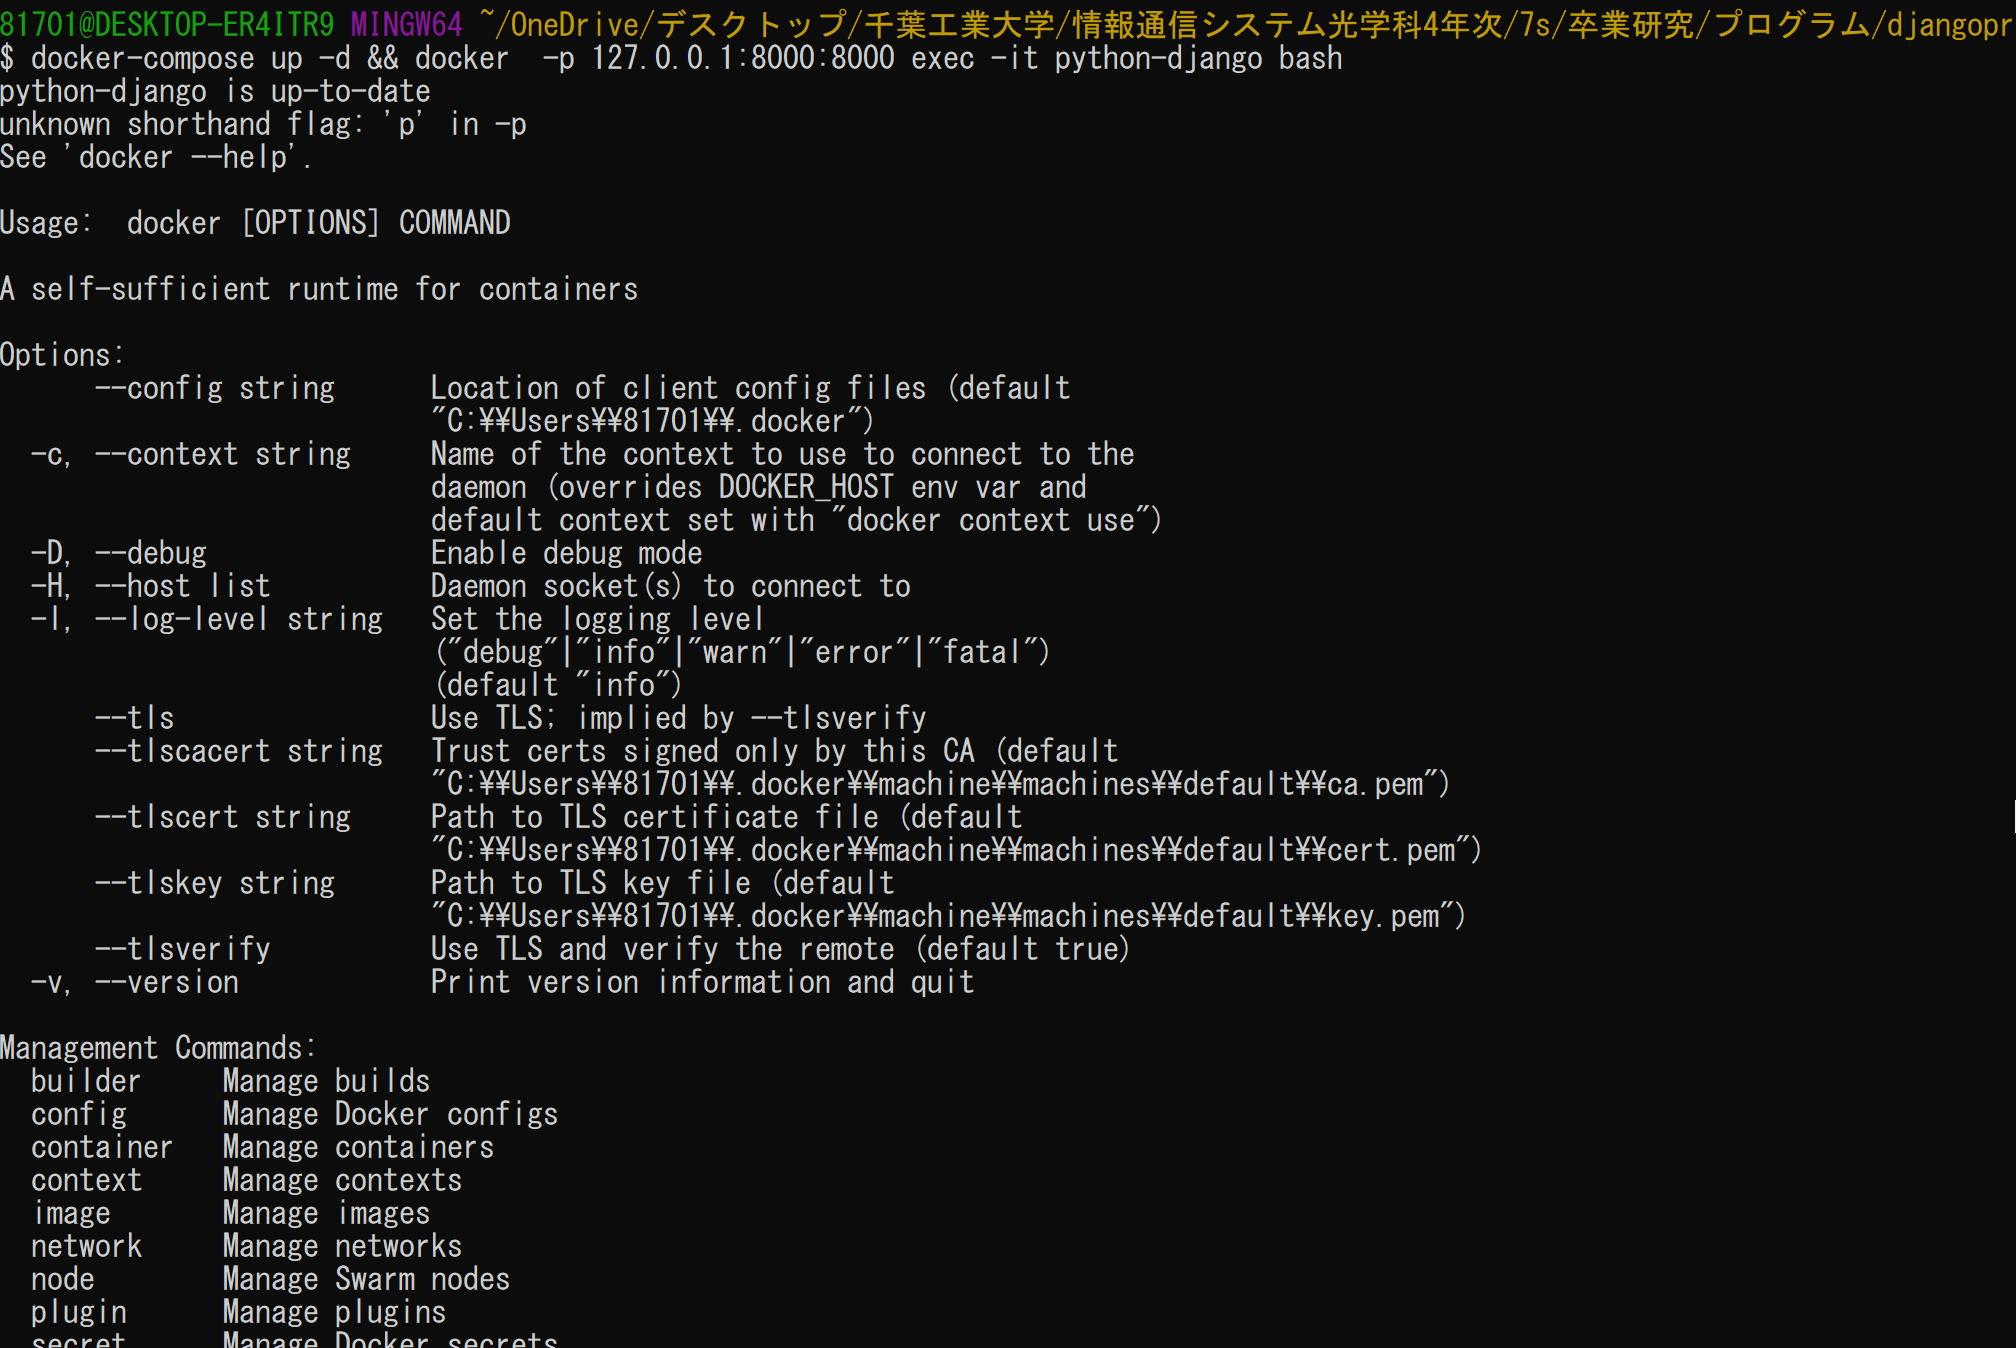 81701@DESKTOP-ER4ITR9 MINGW64 ~/OneDrive/デスクトップ/千葉工業大学/情報通信システム光学科4年次/7s/卒業研究/プログラム/djangopr
$ docker-compose up -d && docker  -p 127.0.0.1:8000:8000 exec -it python-django bash
python-django is up-to-date
unknown shorthand flag: 'p' in -p
See 'docker --help'.
Usage:  docker [OPTIONS] COMMAND
A self-sufficient runtime for containers
Options:
      --config string      Location of client config files (default
                           "C:¥¥Users¥¥81701¥¥.docker")
  -c, --context string     Name of the context to use to connect to the
                           daemon (overrides DOCKER_HOST env var and
                           default context set with "docker context use")
  -D, --debug              Enable debug mode
  -H, --host list          Daemon socket(s) to connect to
  -l, --log-level string   Set the logging level
                           ("debug"|"info"|"warn"|"error"|"fatal")
                           (default "info")
      --tls                Use TLS; implied by --tlsverify
      --tlscacert string   Trust certs signed only by this CA (default
                           "C:¥¥Users¥¥81701¥¥.docker¥¥machine¥¥machines¥¥default¥¥ca.pem")
      --tlscert string     Path to TLS certificate file (default
                           "C:¥¥Users¥¥81701¥¥.docker¥¥machine¥¥machines¥¥default¥¥cert.pem")
      --tlskey string      Path to TLS key file (default
                           "C:¥¥Users¥¥81701¥¥.docker¥¥machine¥¥machines¥¥default¥¥key.pem")
      --tlsverify          Use TLS and verify the remote (default true)
  -v, --version            Print version information and quit
Management Commands:
  builder     Manage builds
  config      Manage Docker configs
  container   Manage containers
  context     Manage contexts
  image       Manage images
  network     Manage networks
  node        Manage Swarm nodes
  plugin      Manage plugins
  secret      Manage Docker secrets